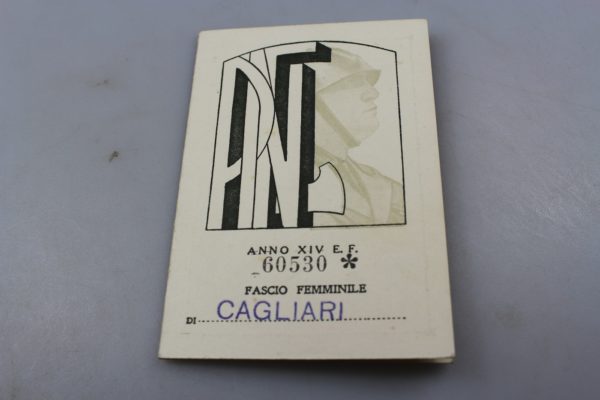 PNF
ANNO XIV E. F.
60530 *
FASCIO FEMMINILE
DI CAGLIARI